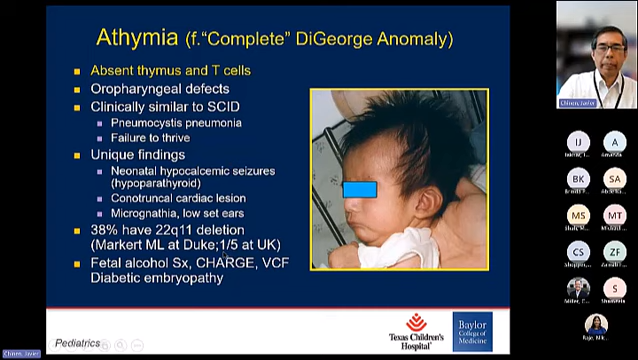 Athymia (f.“Complete” DiGeorge Anomaly)
Absent thymus and T cells
Oropharyngeal defects
Clinically similar to SCID
Pneumocystis pneumonia
Failure to thrive
Unique findings
Neonatal hypocalcemic seizures
(hypoparathyroid)
Conotruncal cardiac lesion
Micrognathia, low set ears
38% have 22q11 deletion
(Markert ML at Duke;1/5 at UK)
Fetal alcohol Sx, CHARGE, VCF
Diabetic embryopathy
Pediatrics
Texas Children's
Hospital
Baylor
College of
Medicine
IJ
A
BK
SA
MS
MT
CS
ZF
S